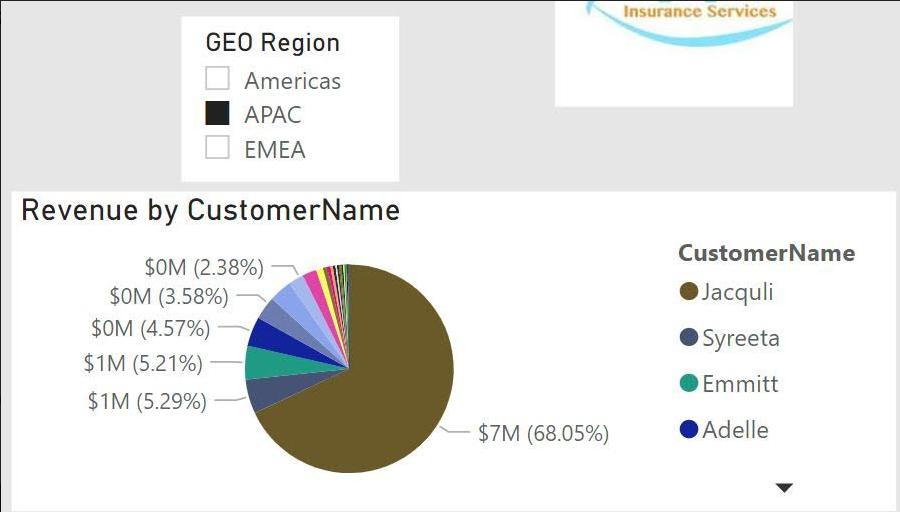 Insurance Services
GEO Region
Americas
APAC
EMEA
Revenue by CustomerName
$0M (2.38%)
$0M (3.58%)
$0M (4.57%)
$1M (5.21%)
$1M (5.29%)
$7M (68.05%)
CustomerName
Jacquli
Syreeta
Emmitt
Adelle